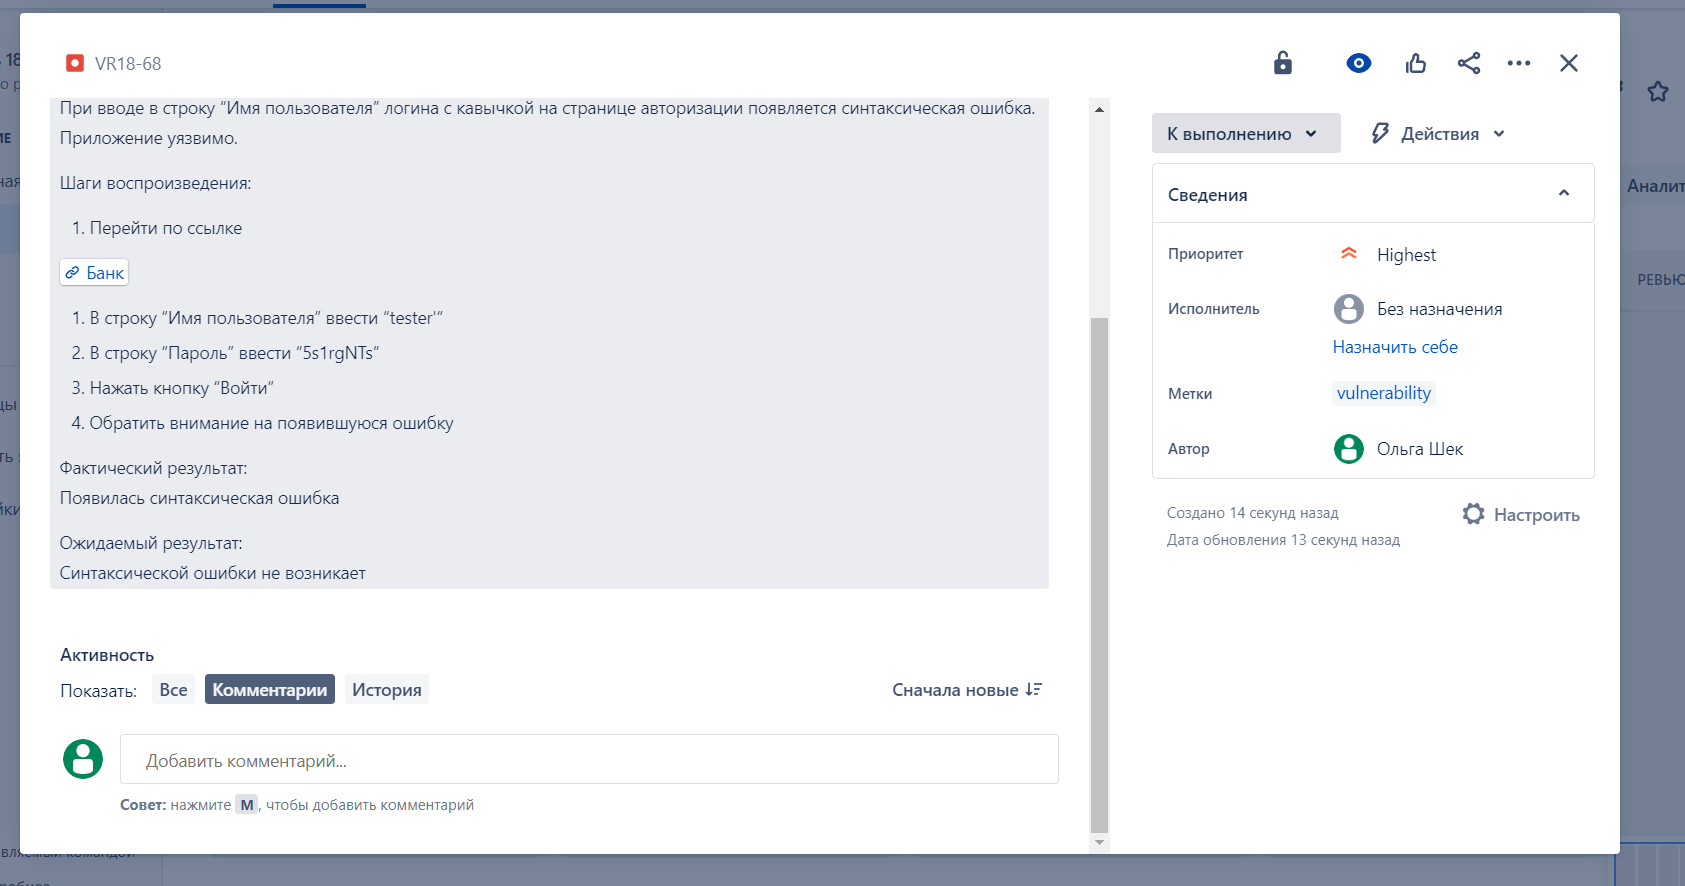 VR18-68
При вводе в строку “Имя пользователя” логина с кавычкой на странице авторизации появляется синтаксическая ошибка.
Приложение уязвимо.
Шаги воспроизведения:
1. Перейти по ссылке
Банк
1. В строку “Имя пользователя” ввести “tester'“
2. В строку “Пароль” ввести “5s1rgNTs“
3. Нажать кнопку “Войти“
4. Обратить внимание на появившуюся ошибку
Фактический результат:
Появилась синтаксическая ошибка
Ожидаемый результат:
Синтаксической ошибки не возникает
Активность
Показать: Все Комментарии История Сначала новые
Добавить комментарий...
Совет: нажмите M, чтобы добавить комментарий
К выполнению Действия
Сведения
Приоритет Highest
Исполнитель Без назначения
Назначить себе
Метки vulnerability
Автор Ольга Шек
Создано 14 секунд назад
Настроить
Дата обновления 13 секунд назад
Аналит
РЕВЬЮ